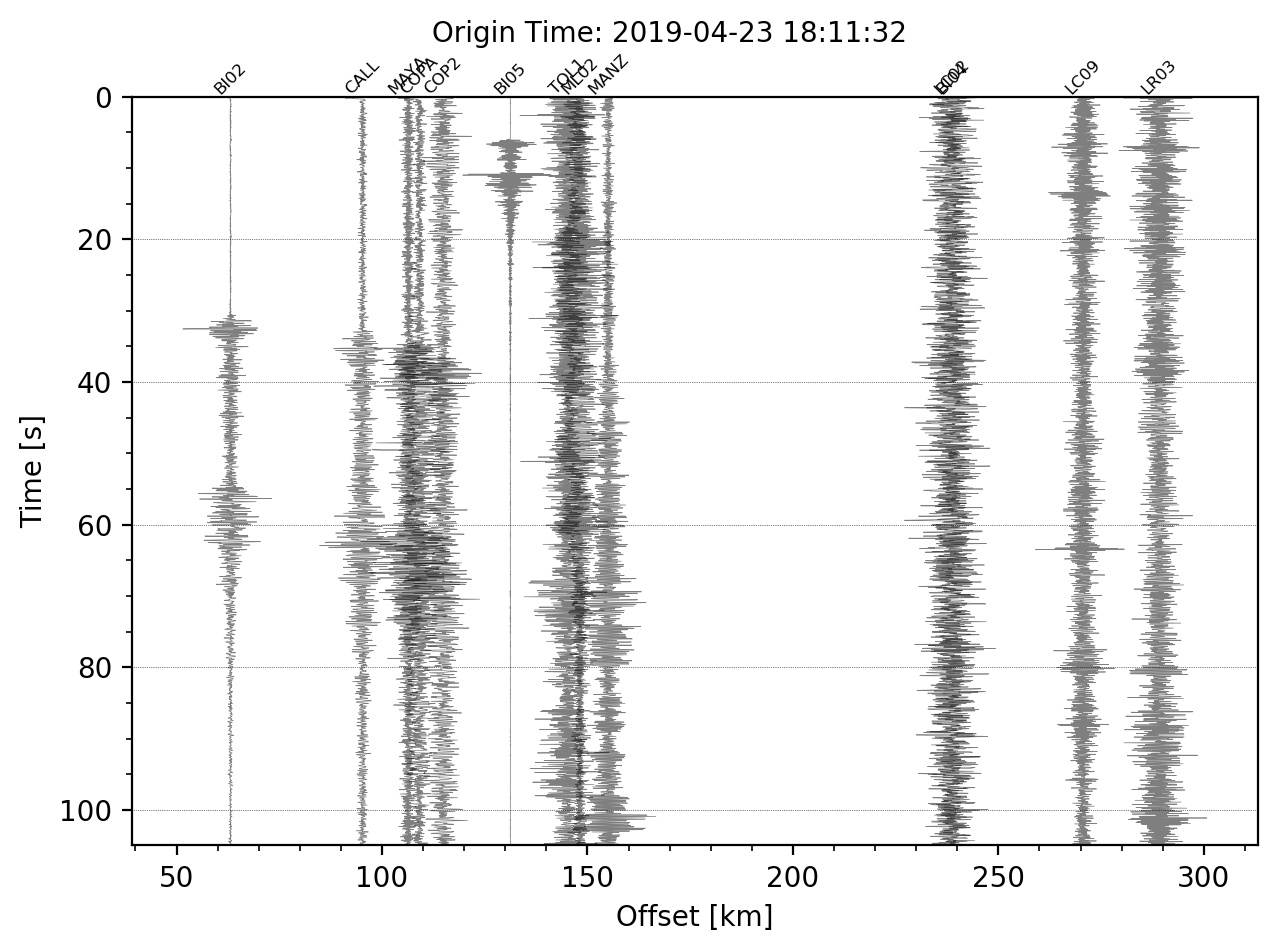 Origin Time: 2019-04-23 18:11:32
BI02 CALL MAYA COPA COP2 BI05 TOL1 ML02 MANZ LC09 LR03
0
20
40
60
80
100
Time [s]
50 100 150 200 250 300
Offset [km]